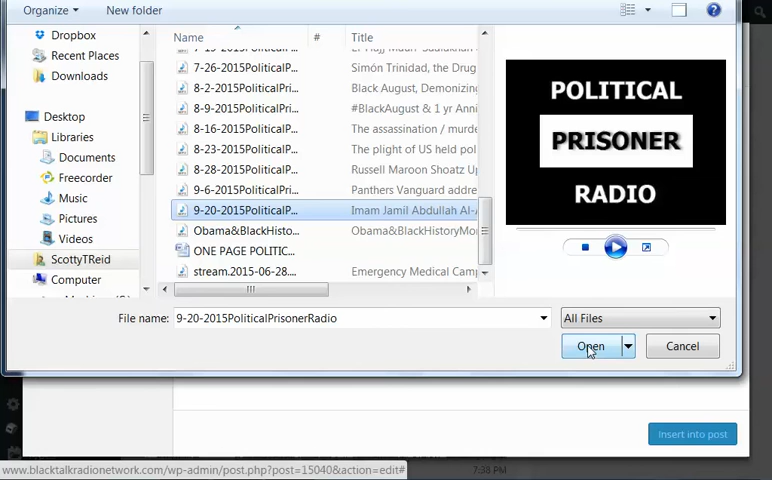 Organize New folder
Name # Title
Dropbox
Recent Places
Downloads
Desktop
Libraries
Documents
Freecorder
Music
Pictures
Videos
ScottyTReid
Computer
7-26-2015PoliticalP... Simón Trinidad, the Drug
8-2-2015PoliticalPri... Black August, Demonizing
8-9-2015PoliticalPri... #BlackAugust & 1 yr Anni
8-16-2015PoliticalP... The assassination / murde
8-23-2015PoliticalP... The plight of US held pol
8-28-2015PoliticalP... Russell Maroon Shoatz Up
9-6-2015PoliticalPri... Panthers Vanguard addre
9-20-2015PoliticalP... Imam Jamil Abdullah Al-A
Obama&BlackHisto... Obama&BlackHistoryMo
ONE PAGE POLITIC...
stream.2015-06-28.... Emergency Medical Camp
POLITICAL
PRISONER
RADIO
File name: 9-20-2015PoliticalPrisonerRadio All Files
Open Cancel
Insert into post
www.blacktalkradionetwork.com/wp-admin/post.php?post=15040&action=edit# 7:38 PM